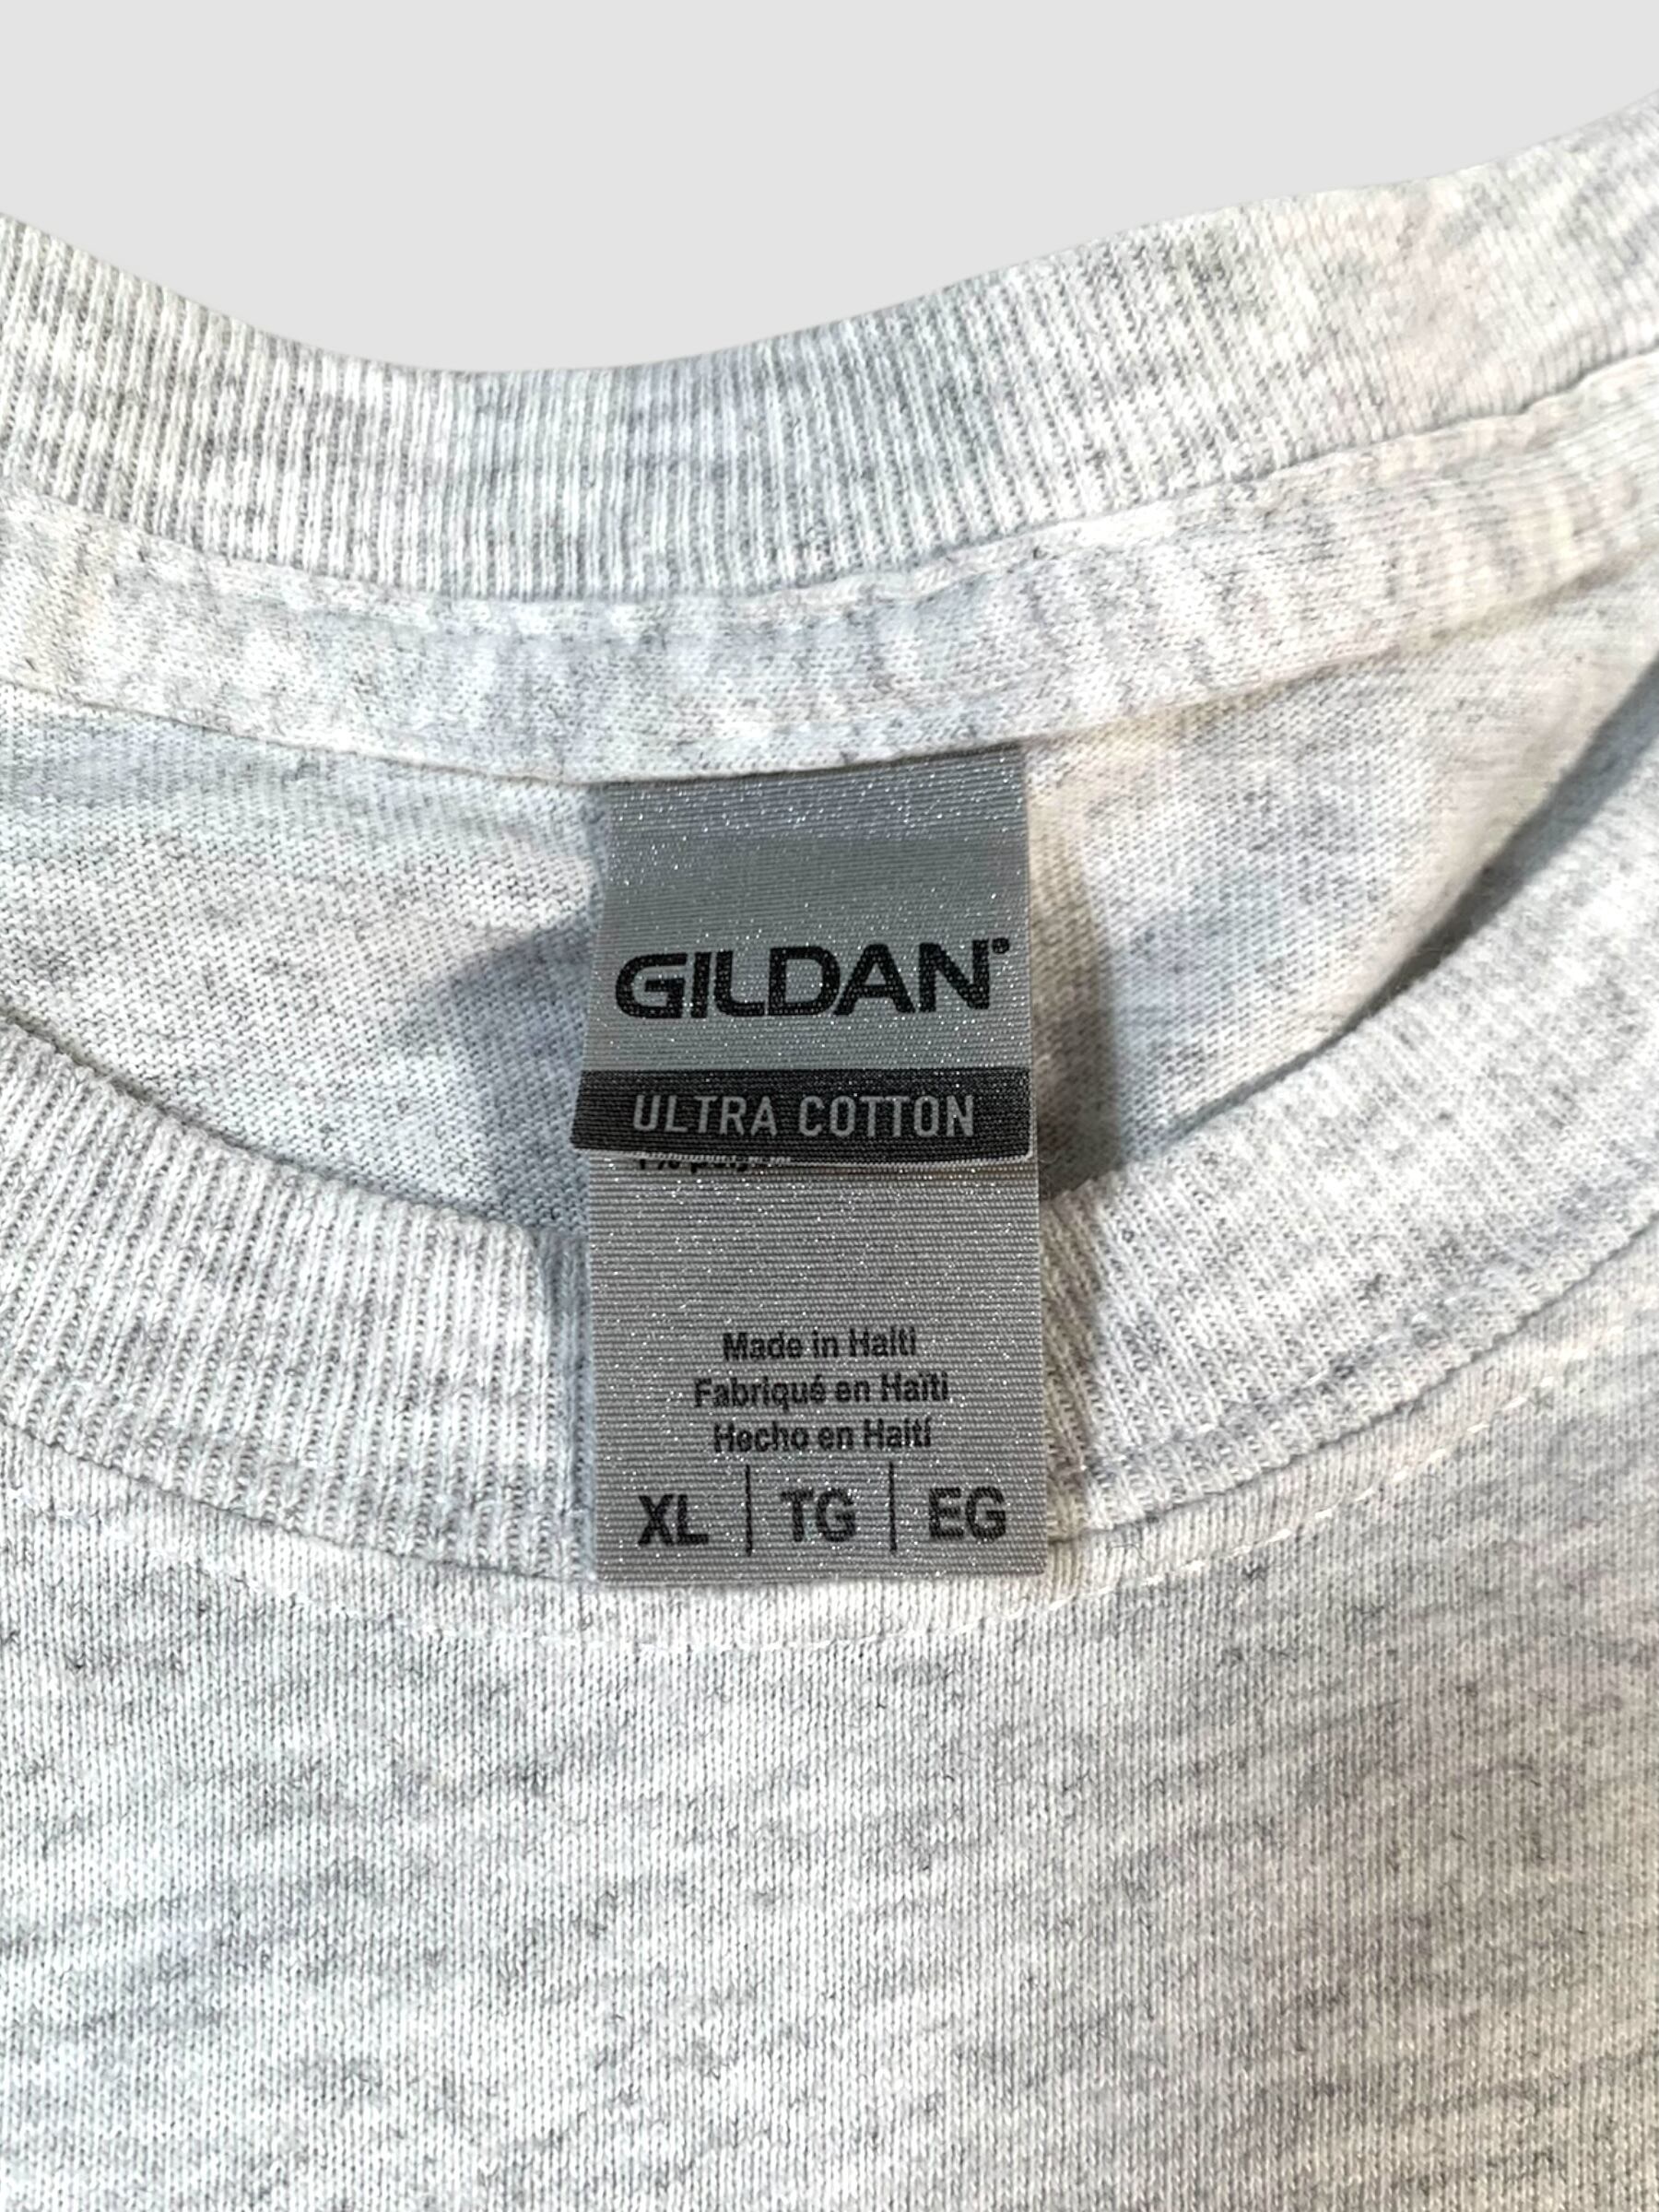 GILDAN®
ULTRA COTTON
Made in Haiti
Fabriqué en Haïti
Hecho en Haití
XL | TG | EG